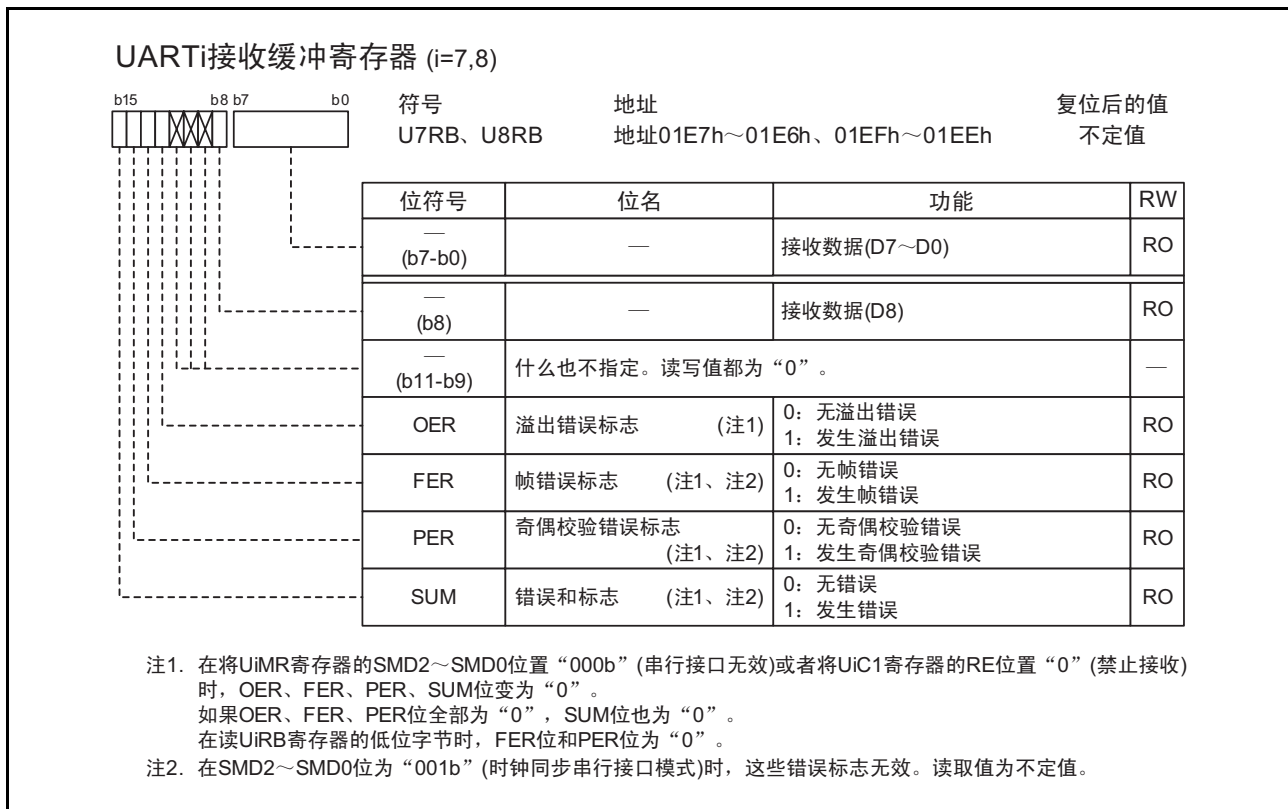 UARTi接收缓冲寄存器 (i=7,8)
b15 b8 b7 b0
符号 地址 复位后的值
U7RB、U8RB 地址01E7h～01E6h、01EFh～01EEh 不定值
位符号 位名 功能 RW
—
(b7-b0) — 接收数据(D7～D0) RO
—
(b8) — 接收数据(D8) RO
—
(b11-b9) 什么也不指定。读写值都为“0”。 —
OER 溢出错误标志 (注1) 0：无溢出错误 RO
1：发生溢出错误
FER 帧错误标志 (注1、注2) 0：无帧错误 RO
1：发生帧错误
PER 奇偶校验错误标志 0：无奇偶校验错误 RO
(注1、注2) 1：发生奇偶校验错误
SUM 错误和标志 (注1、注2) 0：无错误 RO
1：发生错误
注1. 在将UiMR寄存器的SMD2～SMD0位置“000b”(串行接口无效)或者将UiC1寄存器的RE位置“0”(禁止接收)
时，OER、FER、PER、SUM位变为“0”。
如果OER、FER、PER位全部为“0”，SUM位也为“0”。
在读UiRB寄存器的低位字节时，FER位和PER位为“0”。
注2. 在SMD2～SMD0位为“001b”(时钟同步串行接口模式)时，这些错误标志无效。读取值为不定值。